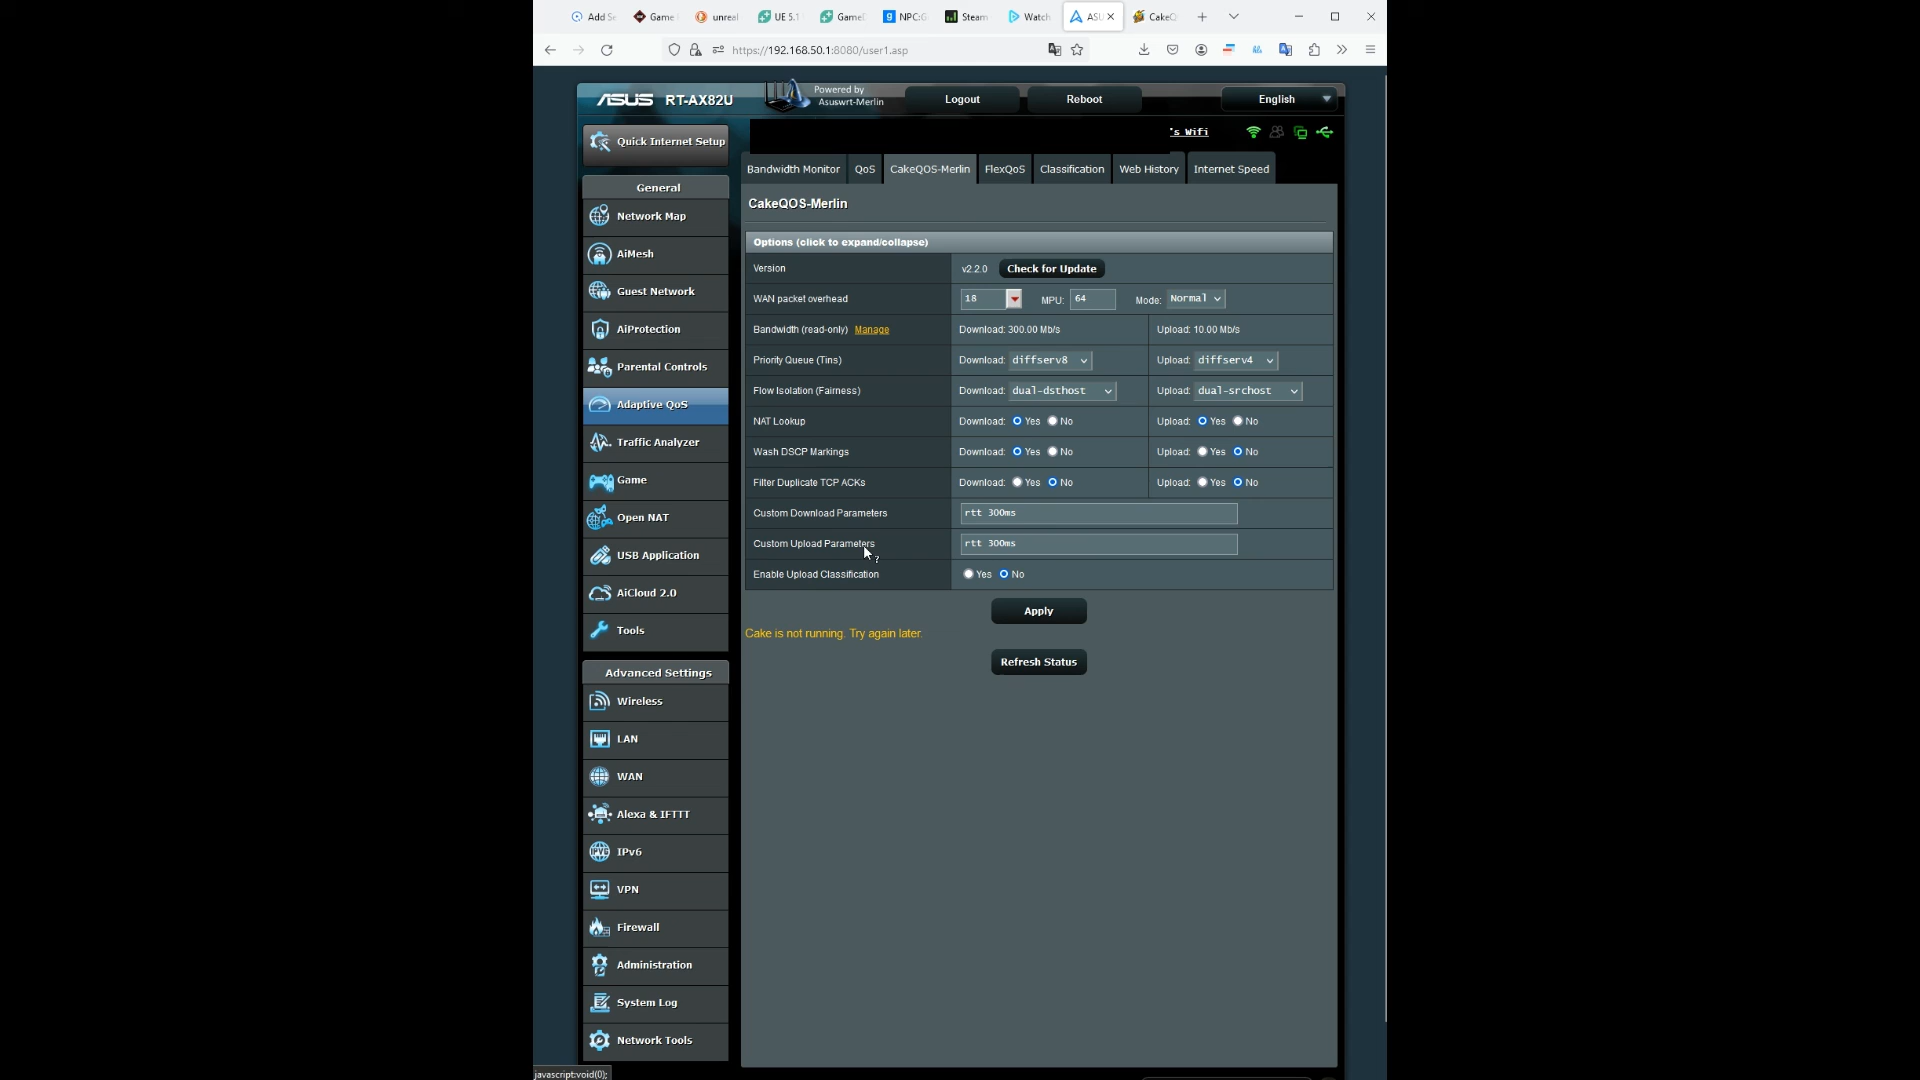 Add S
Game
unreal
UE 5.1
Game
NPC:G
Steam
Watch
ASU
CakeQ
https://192.168.50.1:8080/user1.asp
ASUS RT-AX82U
Powered by
Asuswrt-Merlin
Logout
Reboot
English
Quick Internet Setup
's Wifi
General
Network Map
AiMesh
Guest Network
AiProtection
Parental Controls
Adaptive QoS
Traffic Analyzer
Game
Open NAT
USB Application
AiCloud 2.0
Tools
Advanced Settings
Wireless
LAN
WAN
Alexa & IFTTT
IPv6
VPN
Firewall
Administration
System Log
Network Tools
Bandwidth Monitor QoS CakeQOS-Merlin FlexQoS Classification Web History Internet Speed
CakeQOS-Merlin
Options (click to expand/collapse)
Version v2.2.0 Check for Update
WAN packet overhead 18 MPU: 64 Mode: Normal
Bandwidth (read-only) Manage Download: 300.00 Mb/s Upload: 10.00 Mb/s
Priority Queue (Tins) Download: diffserv8 Upload: diffserv4
Flow Isolation (Fairness) Download: dual-dsthost Upload: dual-srchost
NAT Lookup Download: Yes No Upload: Yes No
Wash DSCP Markings Download: Yes No Upload: Yes No
Filter Duplicate TCP ACKs Download: Yes No Upload: Yes No
Custom Download Parameters rtt 300ms
Custom Upload Parameters rtt 300ms
Enable Upload Classification Yes No
Apply
Cake is not running. Try again later.
Refresh Status
javascript:void(0);